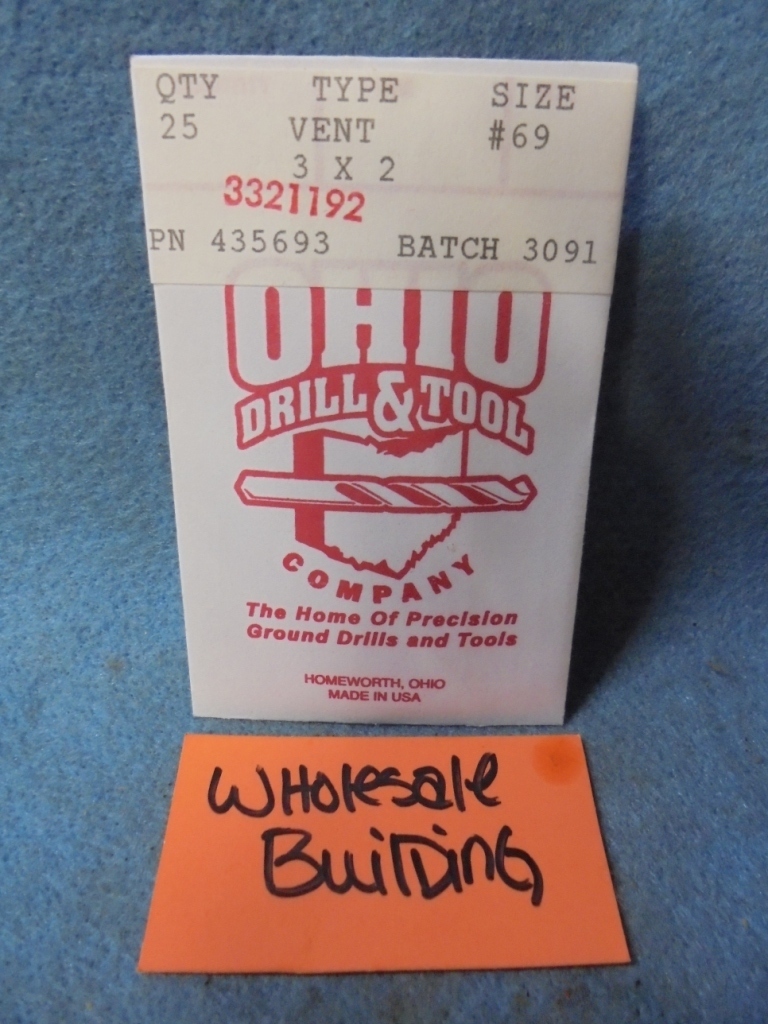 QTY TYPE SIZE
25 VENT #69
3 X 2
3321192
PN 435693 BATCH 3091
OHIO
DRILL & TOOL
COMPANY
The Home Of Precision
Ground Drills and Tools
HOMEWORTH, OHIO
MADE IN USA
WHolesale
BuilDinG